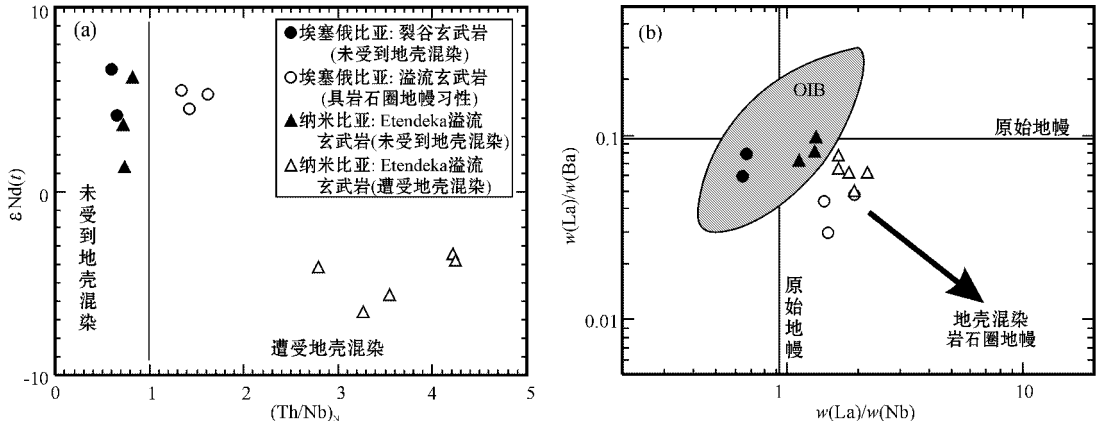 (a)
10
0
-10
εNd(t)
● 埃塞俄比亚: 裂谷玄武岩
(未受到地壳混染)
○ 埃塞俄比亚: 溢流玄武岩
(具岩石圈地幔习性)
▲ 纳米比亚: Etendeka溢流
玄武岩(未受到地壳混染)
△ 纳米比亚: Etendeka溢流
玄武岩(遭受地壳混染)
未受到地壳混染
遭受地壳混染
0 1 2 3 4 5
(Th/Nb)N
(b)
OIB
原始地幔
0.1
0.01
w(La)/w(Ba)
原始地幔
地壳混染
岩石圈地幔
1 10
w(La)/w(Nb)